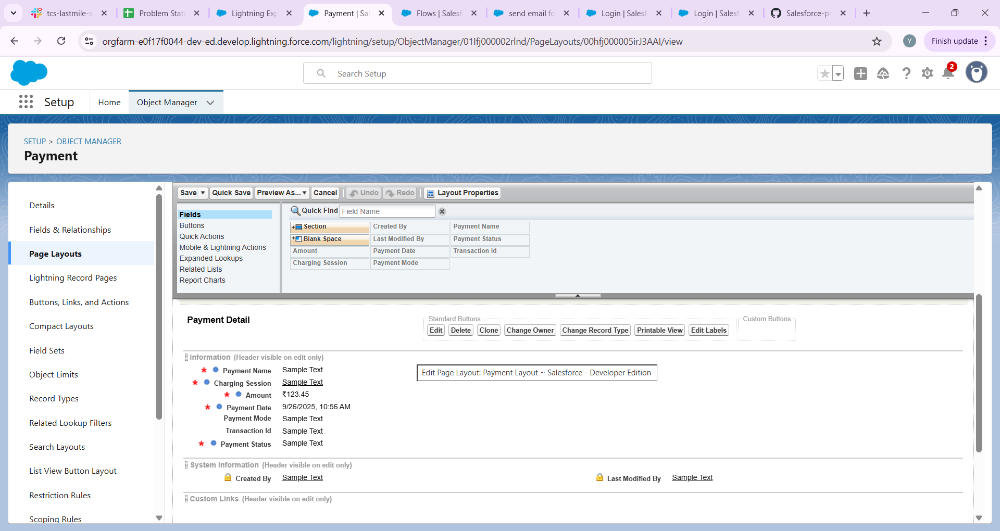 tcs-lastmile-s
Problem State
Lightning Exp
Payment | Sal
Flows | Salesf
send email fo
Login | Salesf
Login | Salesf
Salesforce-pr
orgfarm-e0f17f0044-dev-ed.develop.lightning.force.com/lightning/setup/ObjectManager/01Ifj000002rlnd/PageLayouts/00hfj000005irJ3AAI/view
Y
Finish update
Search Setup
2
Setup
Home
Object Manager
SETUP > OBJECT MANAGER
Payment
Details
Fields & Relationships
Page Layouts
Lightning Record Pages
Buttons, Links, and Actions
Compact Layouts
Field Sets
Object Limits
Record Types
Related Lookup Filters
Search Layouts
List View Button Layout
Restriction Rules
Scoping Rules
Save
Quick Save
Preview As...
Cancel
Undo
Redo
Layout Properties
Fields
Buttons
Quick Actions
Mobile & Lightning Actions
Expanded Lookups
Related Lists
Report Charts
Quick Find
Field Name
Section
Created By
Payment Name
Blank Space
Last Modified By
Payment Status
Amount
Payment Date
Transaction Id
Charging Session
Payment Mode
Payment Detail
Standard Buttons
Edit
Delete
Clone
Change Owner
Change Record Type
Printable View
Edit Labels
Custom Buttons
Information (Header visible on edit only)
* Payment Name Sample Text
* Charging Session Sample Text
* Amount ₹123.45
* Payment Date 9/26/2025, 10:56 AM
Payment Mode Sample Text
Transaction Id Sample Text
* Payment Status Sample Text
Edit Page Layout: Payment Layout ~ Salesforce - Developer Edition
System Information (Header visible on edit only)
Created By Sample Text
Last Modified By Sample Text
Custom Links (Header visible on edit only)